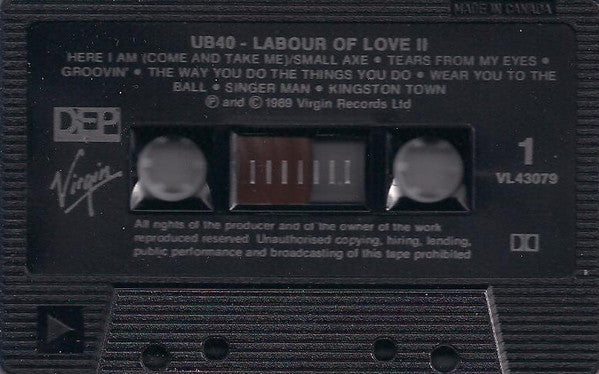 MADE IN CANADA
UB40 - LABOUR OF LOVE II
HERE I AM (COME AND TAKE ME)/SMALL AXE • TEARS FROM MY EYES •
GROOVIN' • THE WAY YOU DO THE THINGS YOU DO • WEAR YOU TO THE
BALL • SINGER MAN • KINGSTON TOWN
℗ and © 1989 Virgin Records Ltd
DEP
Virgin
1
VL43079
All rights of the producer and of the owner of the work
reproduced reserved. Unauthorised copying, hiring, lending,
public performance and broadcasting of this tape prohibited